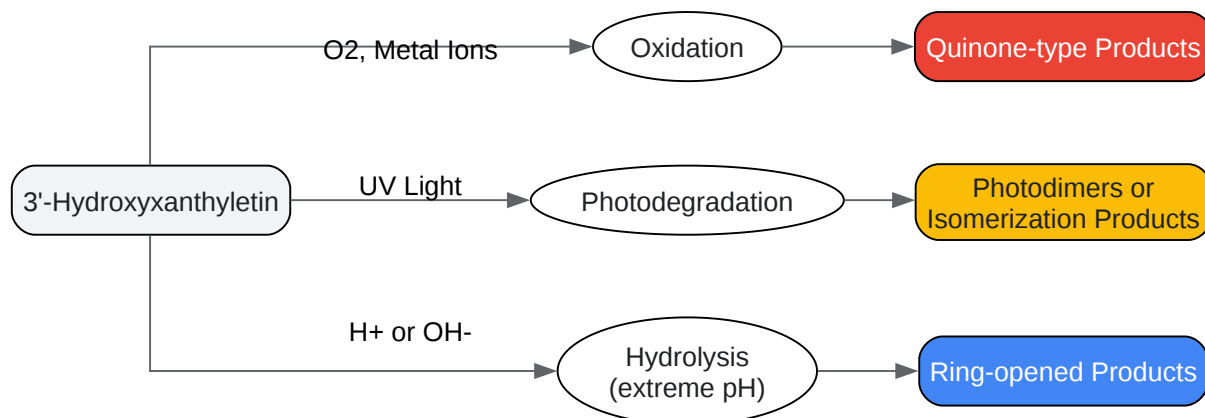 O2, Metal Ions
Oxidation
Quinone-type Products
3'-Hydroxyxanthyletin
UV Light
Photodegradation
Photodimers or
Isomerization Products
H+ or OH-
Hydrolysis
(extreme pH)
Ring-opened Products